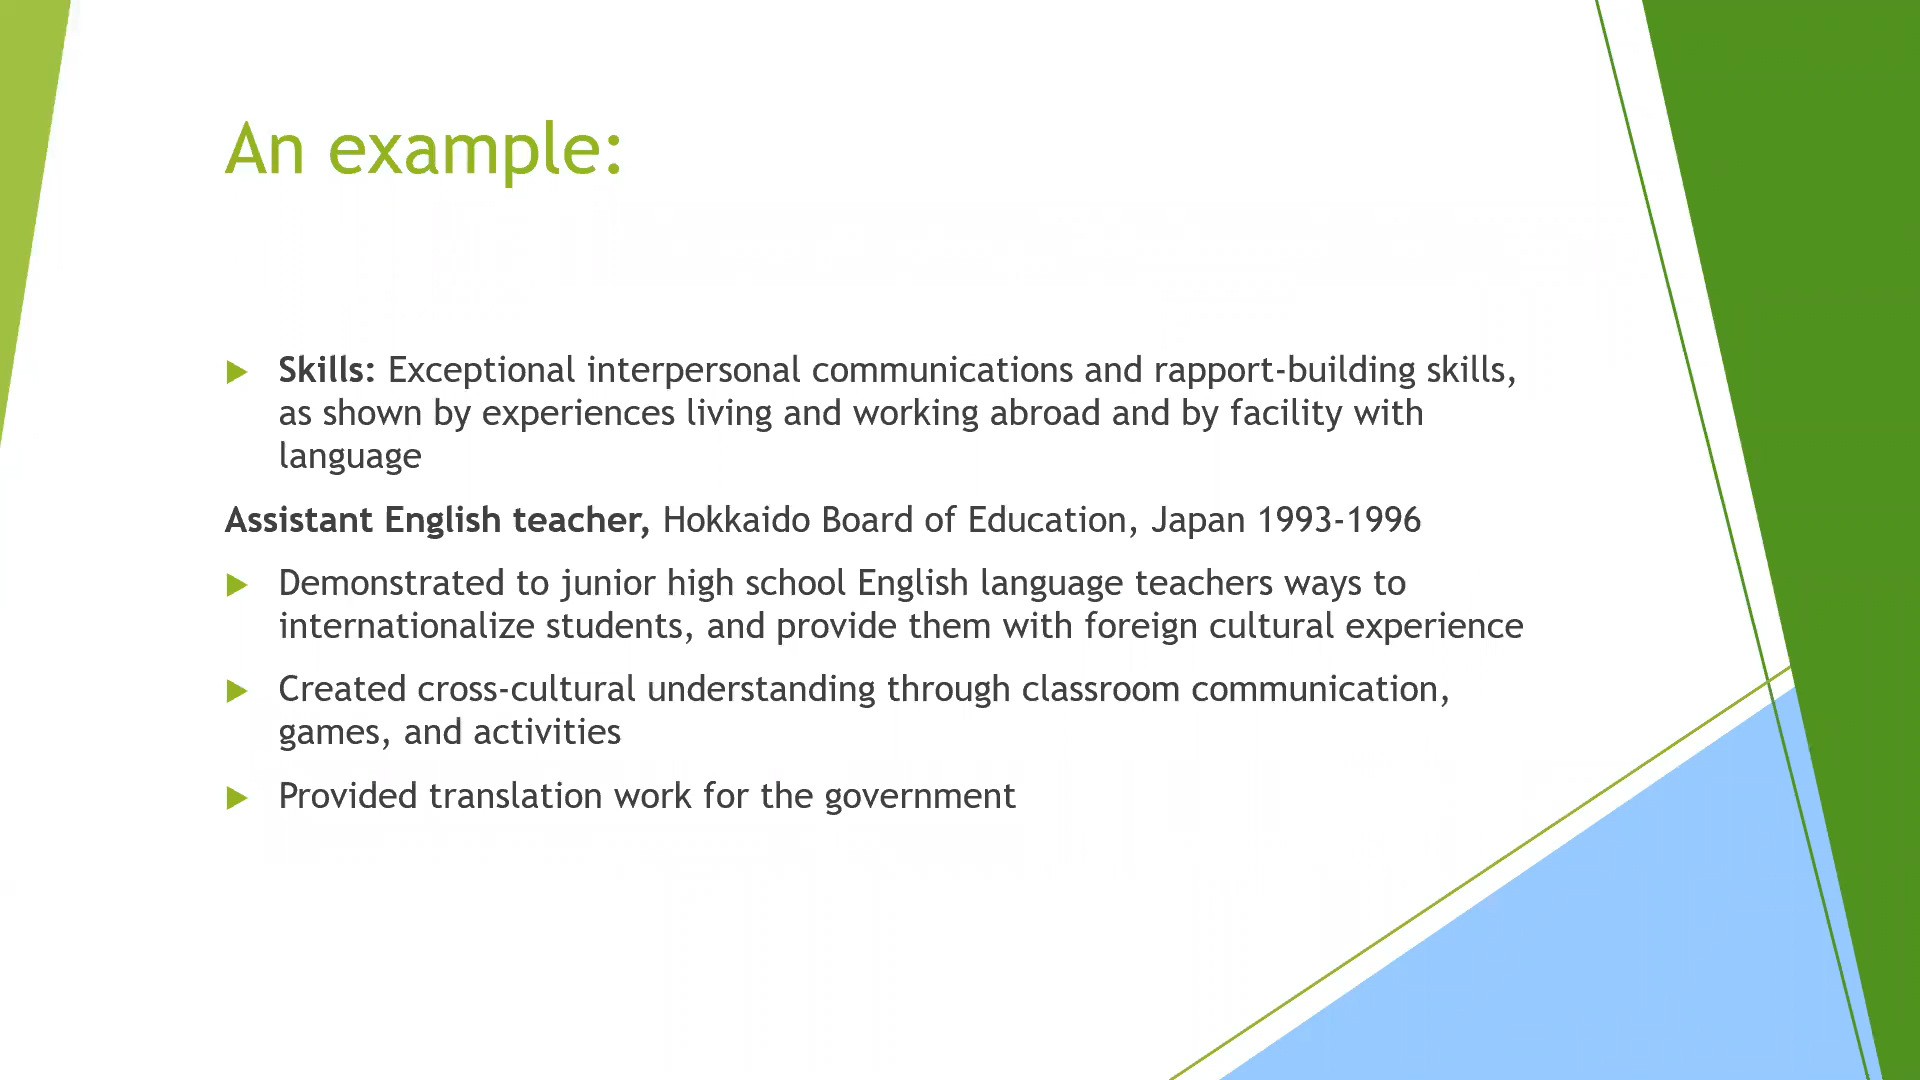 An example:
Skills: Exceptional interpersonal communications and rapport-building skills,
as shown by experiences living and working abroad and by facility with
language
Assistant English teacher, Hokkaido Board of Education, Japan 1993-1996
Demonstrated to junior high school English language teachers ways to
internationalize students, and provide them with foreign cultural experience
Created cross-cultural understanding through classroom communication,
games, and activities
Provided translation work for the government